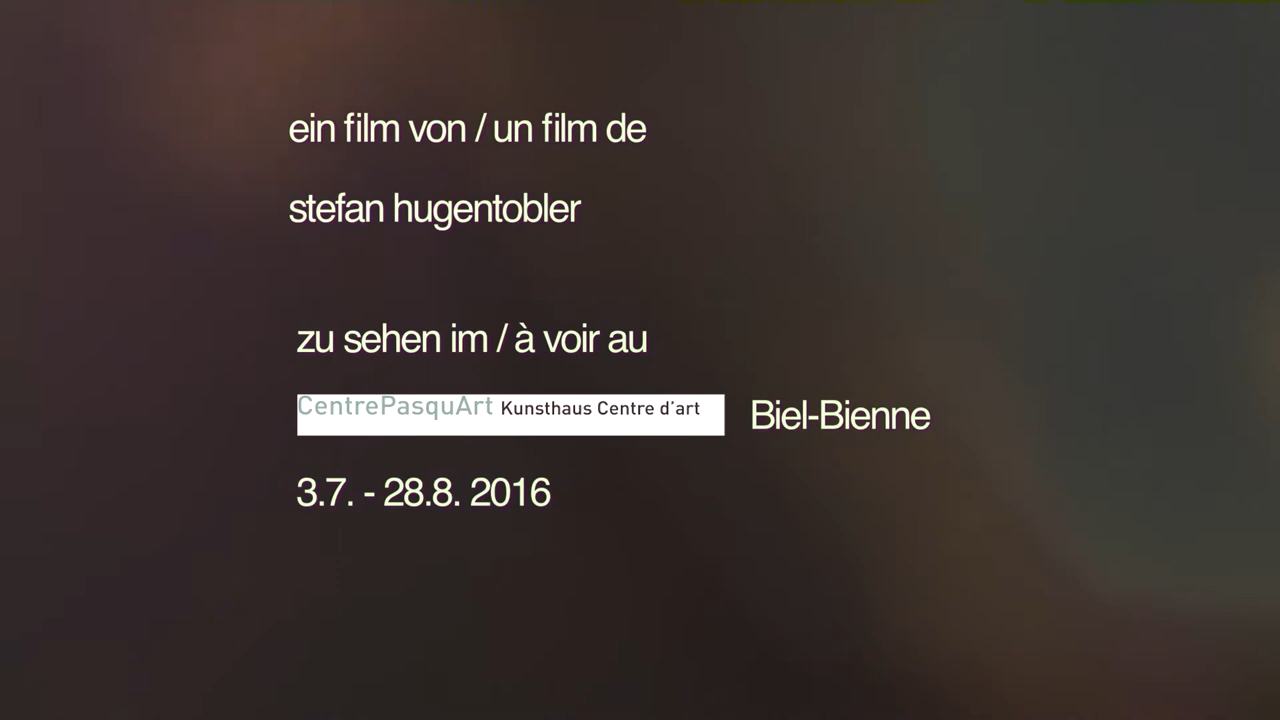 ein film von / un film de
stefan hugentobler
zu sehen im / à voir au
CentrePasquArt Kunsthaus Centre d'art Biel-Bienne
3.7. - 28.8. 2016